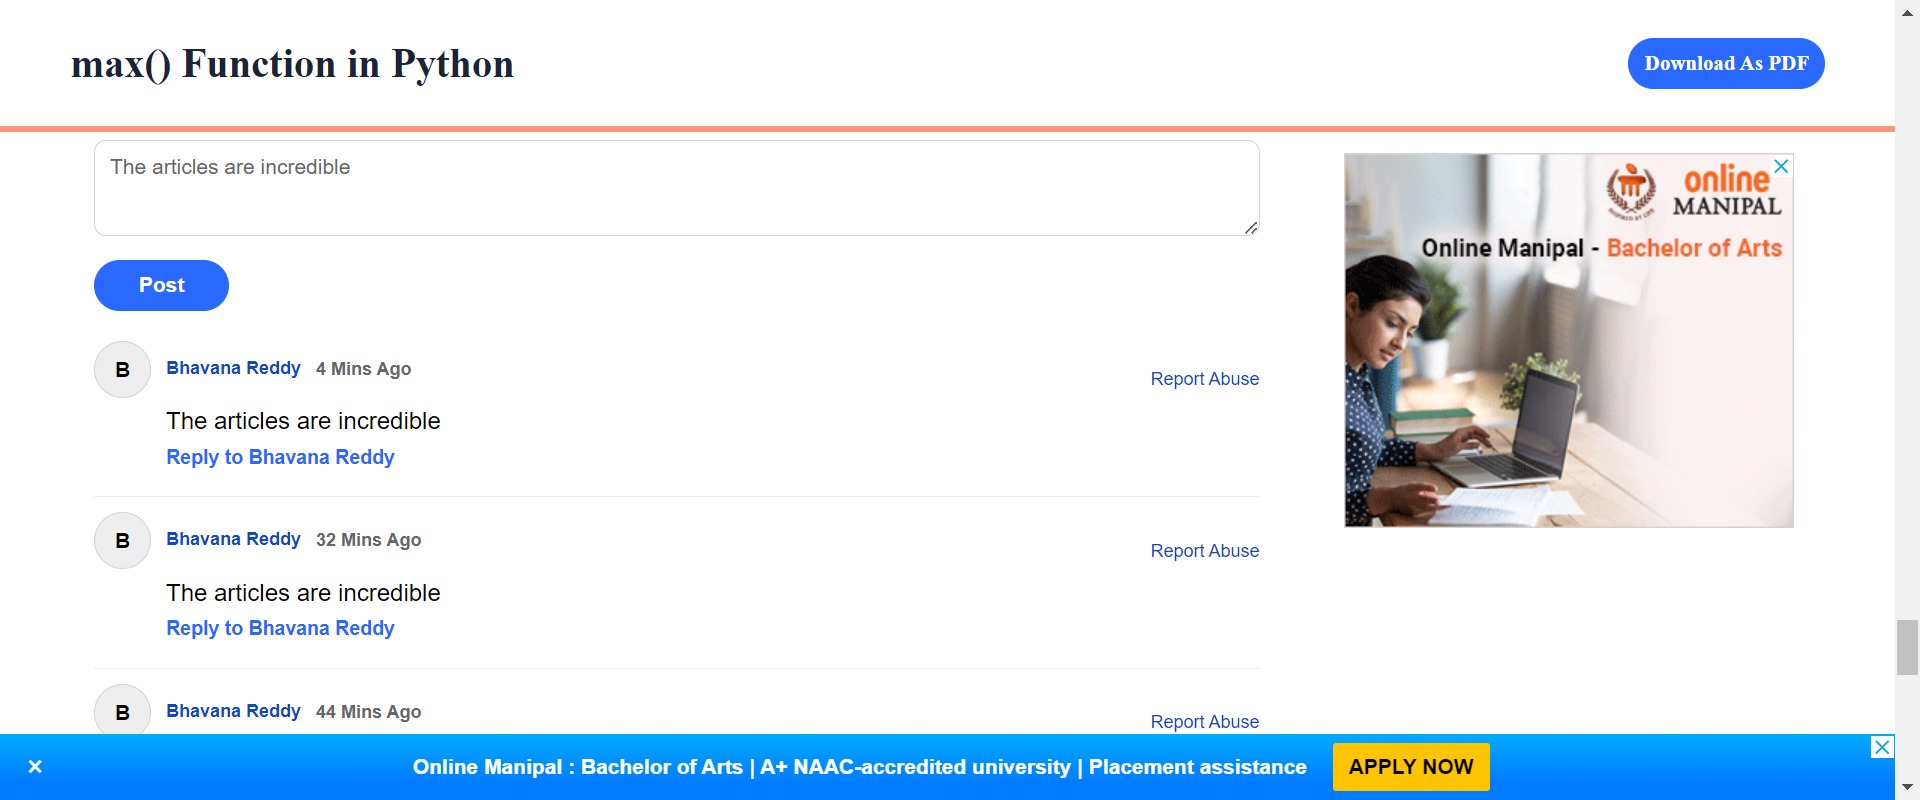 max() Function in Python
Download As PDF
The articles are incredible
Post
B
Bhavana Reddy 4 Mins Ago
Report Abuse
The articles are incredible
Reply to Bhavana Reddy
B
Bhavana Reddy 32 Mins Ago
Report Abuse
The articles are incredible
Reply to Bhavana Reddy
B
Bhavana Reddy 44 Mins Ago
Report Abuse
online
MANIPAL
INSPIRED BY LIFE
Online Manipal - Bachelor of Arts
Online Manipal : Bachelor of Arts | A+ NAAC-accredited university | Placement assistance
APPLY NOW